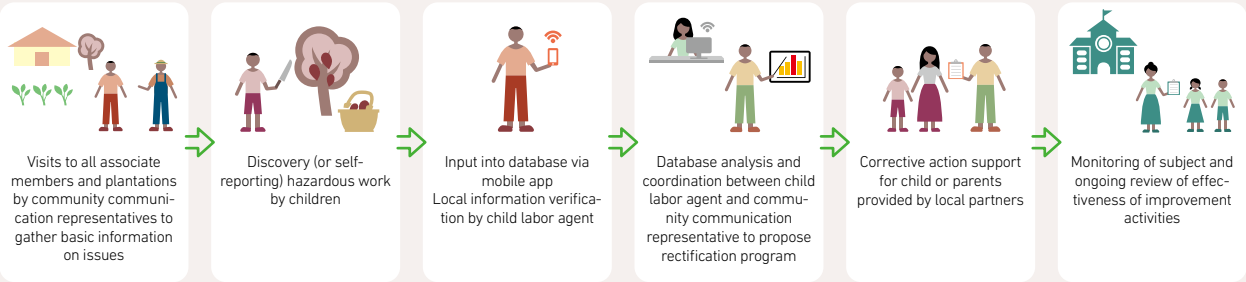 Visits to all associate
members and plantations
by community communi-
cation representatives to
gather basic information
on issues
Discovery (or self-
reporting) hazardous work
by children
Input into database via
mobile app
Local information verifica-
tion by child labor agent
Database analysis and
coordination between child
labor agent and commu-
nity communication
representative to propose
rectification program
Corrective action support
for child or parents
provided by local partners
Monitoring of subject and
ongoing review of effec-
tiveness of improvement
activities